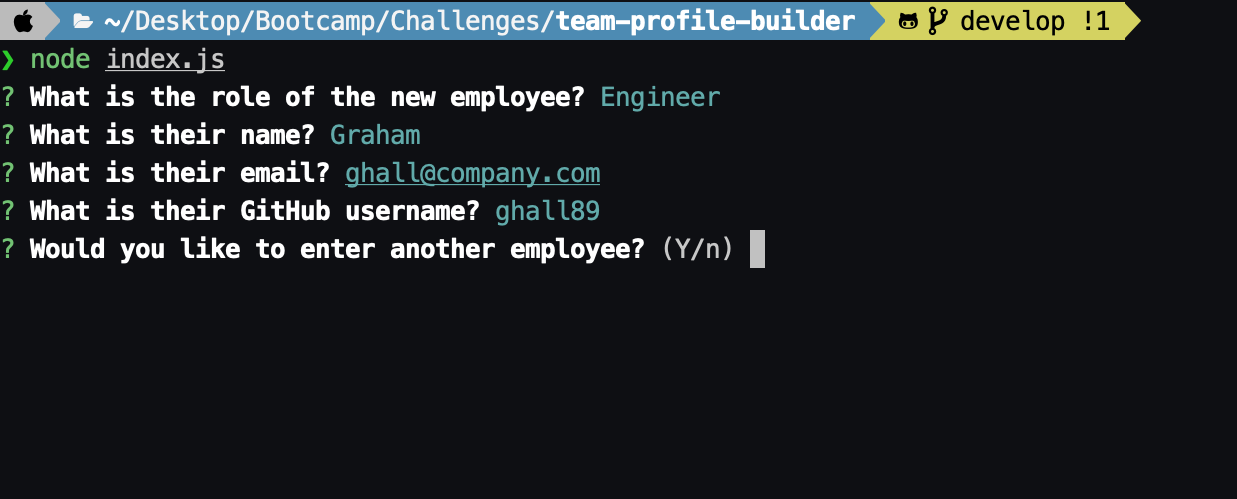 ~/Desktop/Bootcamp/Challenges/team-profile-builder develop !1
❯ node index.js
? What is the role of the new employee? Engineer
? What is their name? Graham
? What is their email? ghall@company.com
? What is their GitHub username? ghall89
? Would you like to enter another employee? (Y/n)